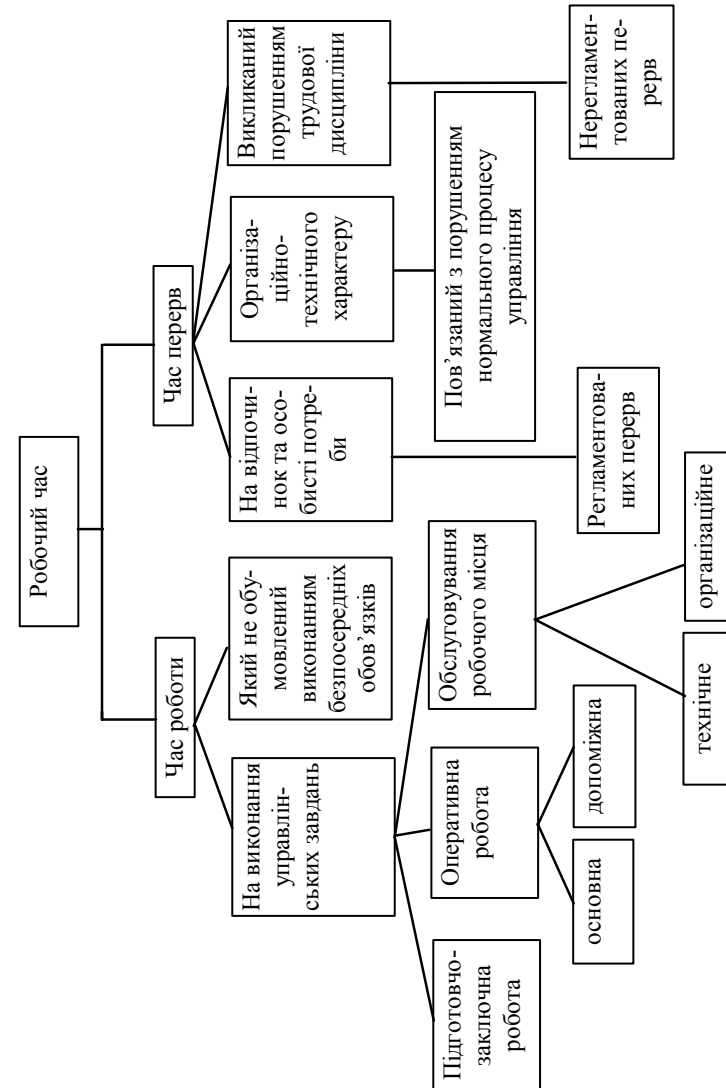 Робочий час
Час роботи
Час перерв
На виконання
управлін-
ських завдань
Який не обу-
мовлений
виконанням
безпосередніх
обов’язків
На відпочи-
нок та осо-
бисті потре-
би
Організа-
ційно-
технічного
характеру
Викликаний
порушенням
трудової
дисципліни
Підготовчо-
заключна
робота
Оперативна
робота
Обслуговування
робочого місця
Пов’язаний з порушенням
нормального процесу
управління
основна
допоміжна
Регламентова-
них перерв
Нерегламен-
тованих пе-
рерв
технічне
організаційне